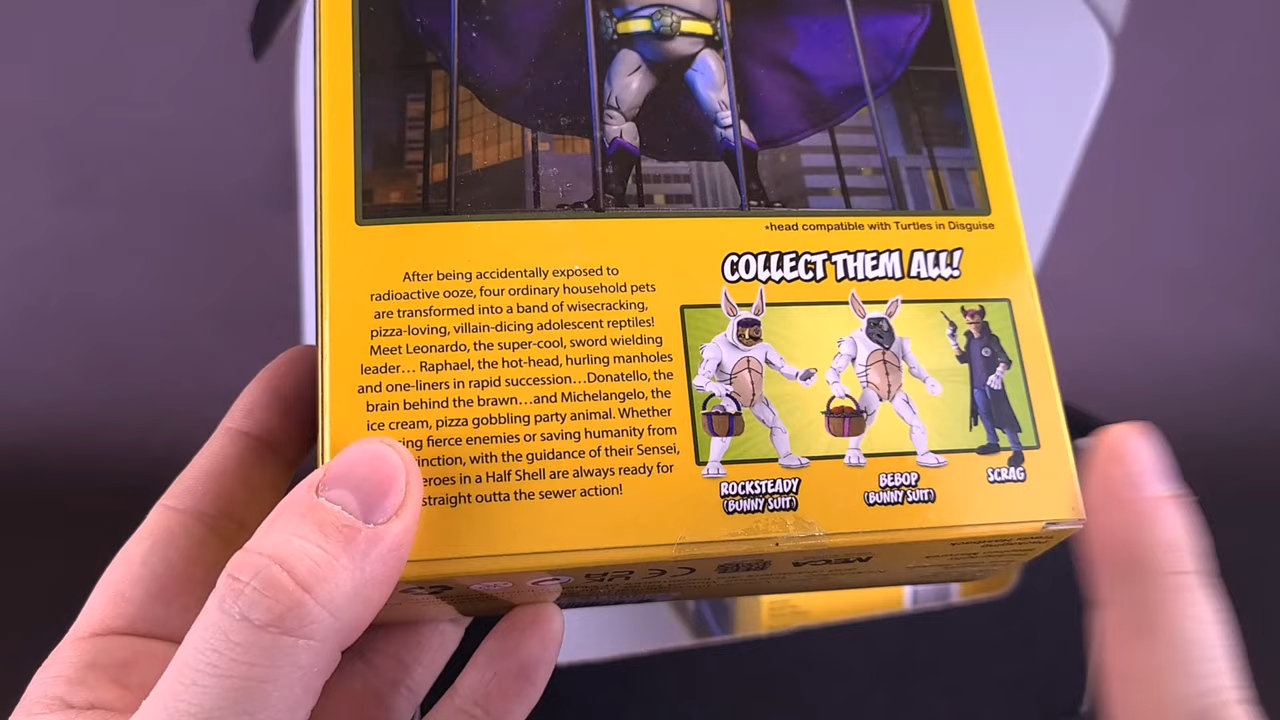 *head compatible with Turtles in Disguise
COLLECT THEM ALL!
After being accidentally exposed to
radioactive ooze, four ordinary household pets
are transformed into a band of wisecracking,
pizza-loving, villain-dicing adolescent reptiles!
Meet Leonardo, the super-cool, sword wielding
leader... Raphael, the hot-head, hurling manholes
and one-liners in rapid succession...Donatello, the
brain behind the brawn...and Michelangelo, the
ice cream, pizza gobbling party animal. Whether
fierce enemies or saving humanity from
with the guidance of their Sensei,
in a Half Shell are always ready for
straight outta the sewer action!
ROCKSTEADY
(BUNNY SUIT)
BEBOP
(BUNNY SUIT)
SCRAG
NECA